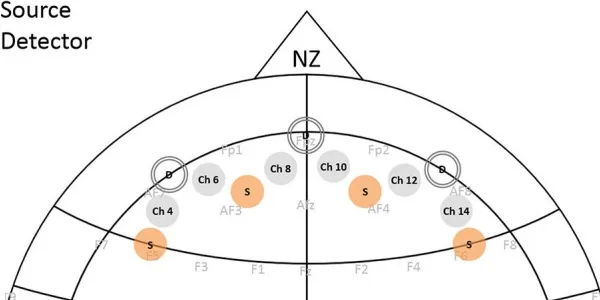 Source
Detector
NZ
D
Fpz
Fp1
Fp2
Ch 8
Ch 10
D
D
Ch 6
Ch 12
AF7
AF8
S
S
Ch 4
AF3
Afz
AF4
Ch 14
F7
S
F5
S
F6
F8
F3
F1
Fz
F2
F4